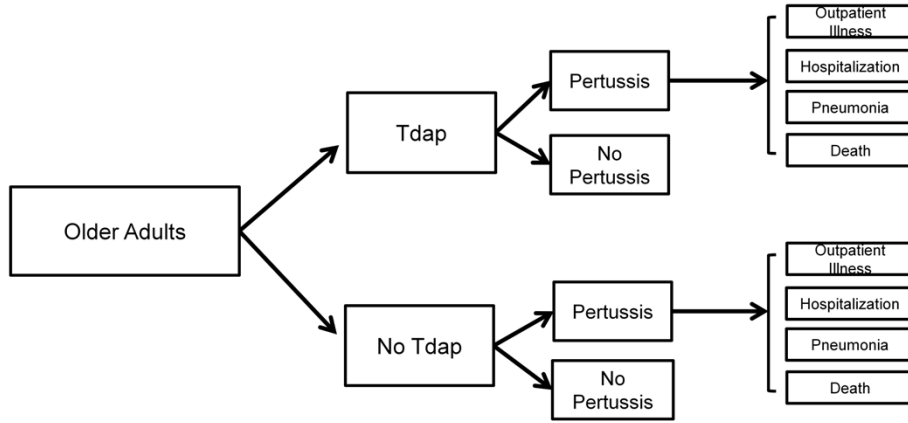 Outpatient
Illness
Hospitalization
Pneumonia
Death
Pertussis
No
Pertussis
Tdap
Older Adults
No Tdap
Pertussis
No
Pertussis
Outpatient
Illness
Hospitalization
Pneumonia
Death